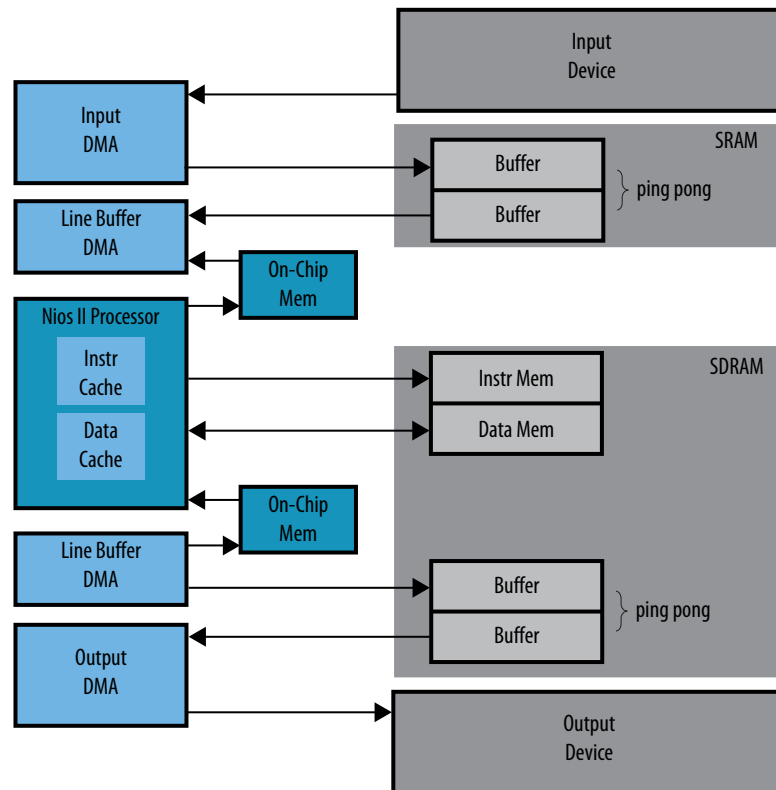 Input
Device
Input
DMA
SRAM
Buffer
Buffer
ping pong
Line Buffer
DMA
On-Chip
Mem
Nios II Processor
Instr
Cache
Data
Cache
SDRAM
Instr Mem
Data Mem
On-Chip
Mem
Line Buffer
DMA
Buffer
Buffer
ping pong
Output
DMA
Output
Device